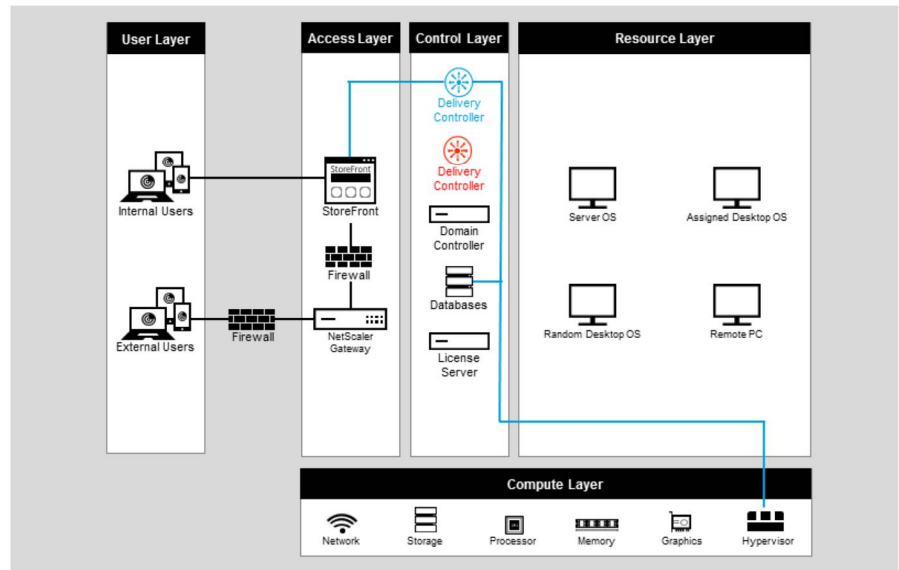 User Layer
Access Layer
Control Layer
Resource Layer
Delivery
Controller
StoreFront
Delivery
Controller
Internal Users
StoreFront
Server OS
Assigned Desktop OS
Domain
Controller
Firewall
Databases
External Users
Firewall
NetScaler
Gateway
Random Desktop OS
Remote PC
License
Server
Compute Layer
Network
Storage
Processor
Memory
Graphics
Hypervisor